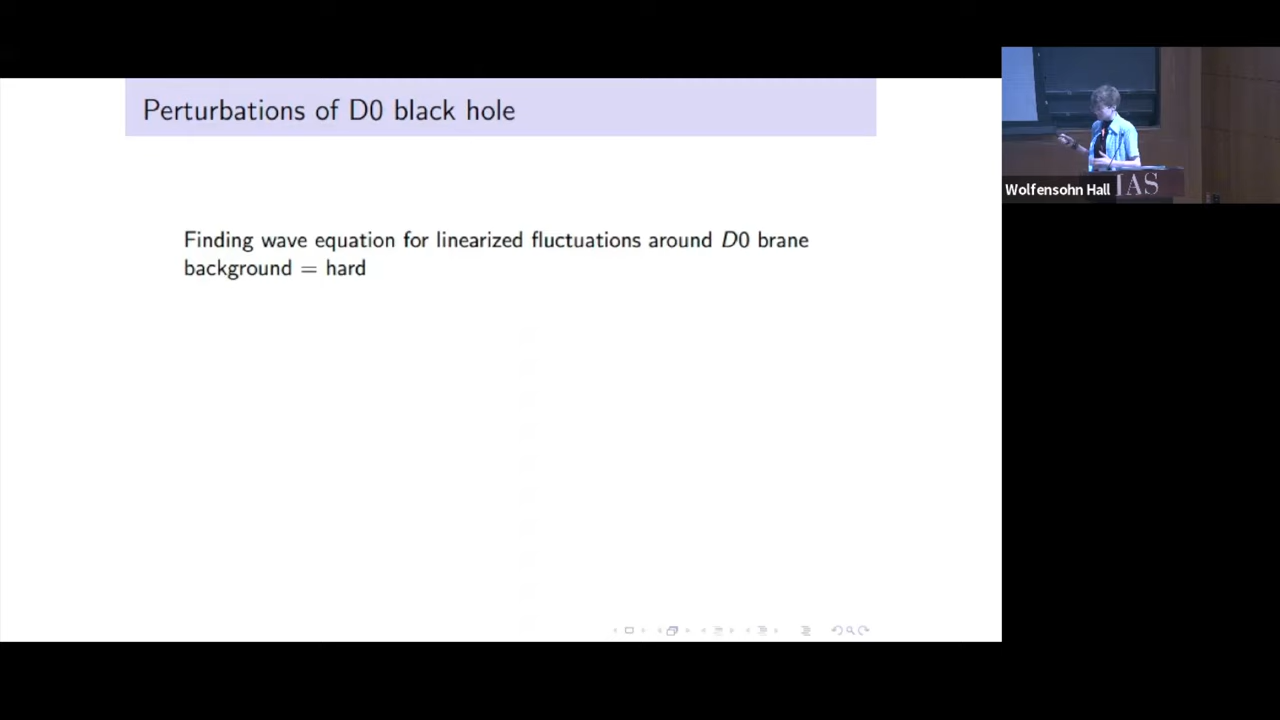 Perturbations of D0 black hole
Finding wave equation for linearized fluctuations around D0 brane
background = hard
Wolfensohn Hall
IAS